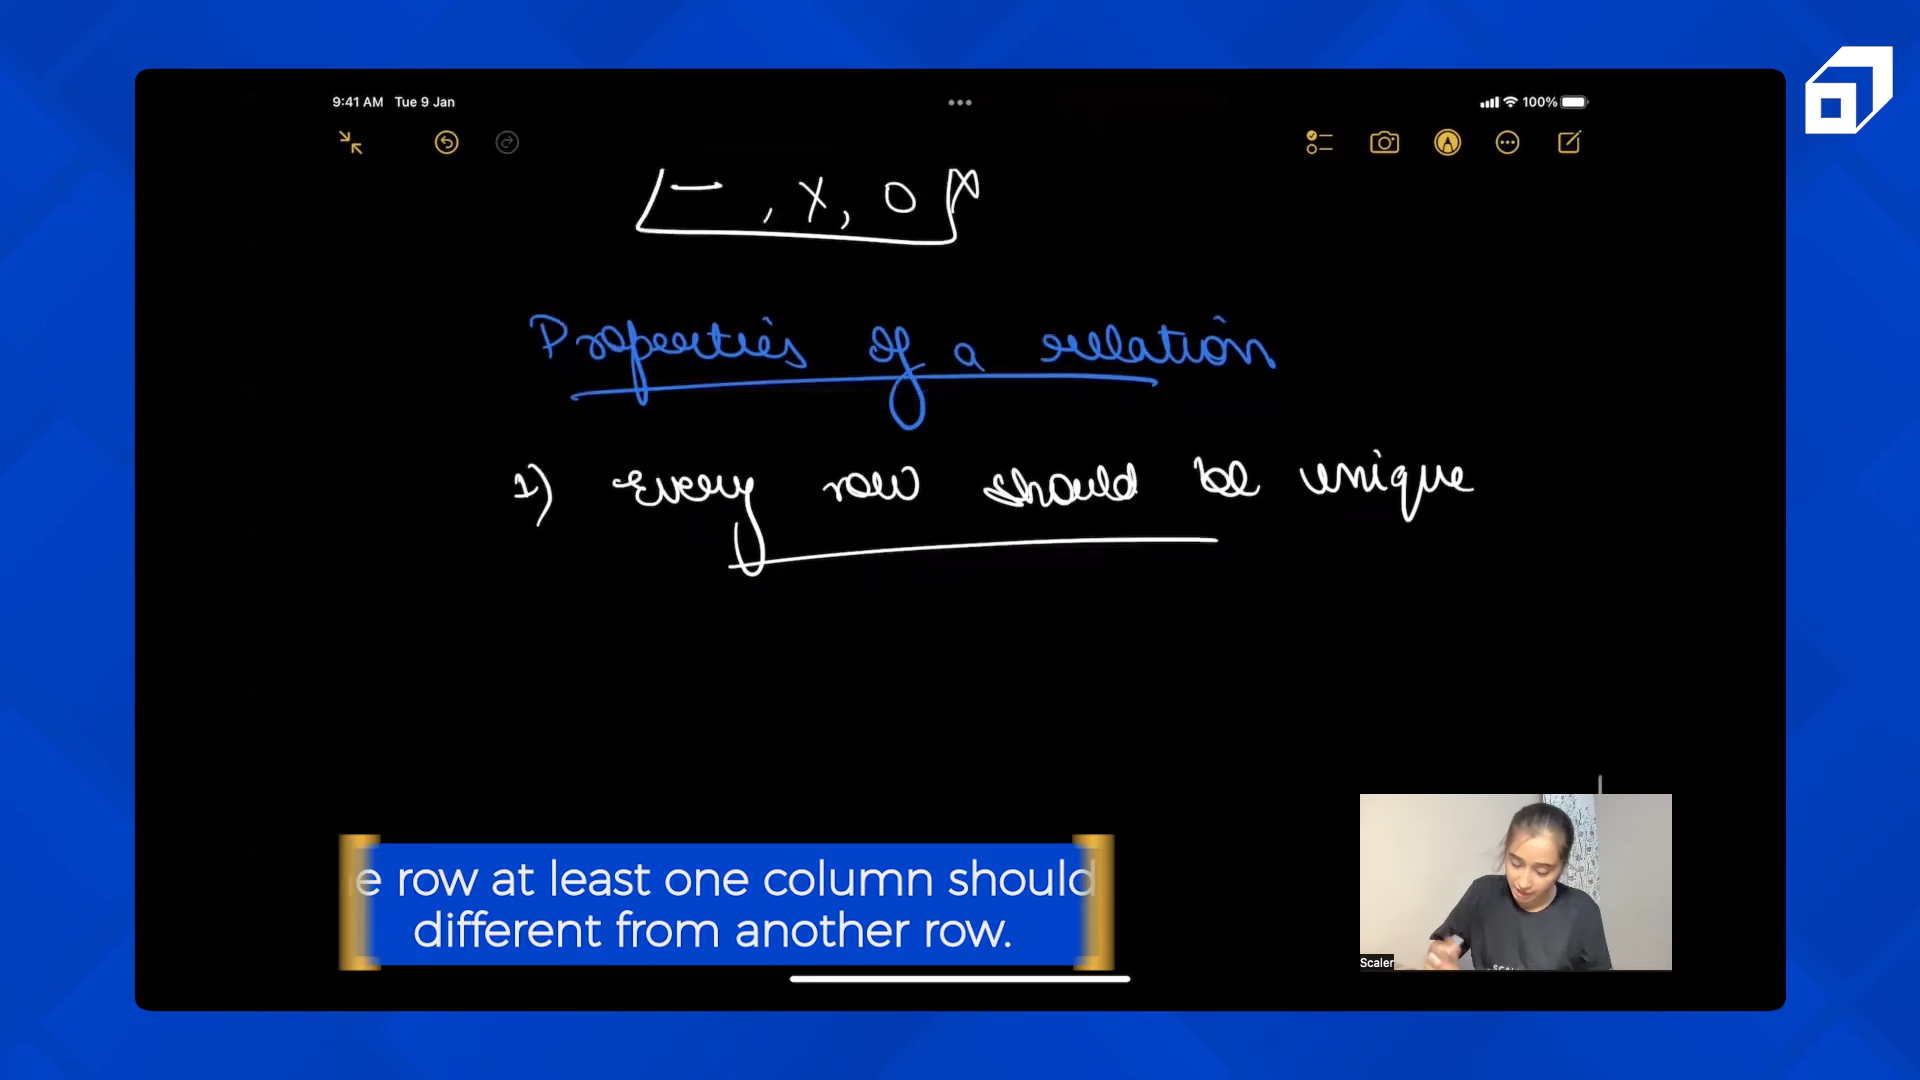 9:41 AM Tue 9 Jan
100%
, X, O
Properties of a relation
1) Every row should be unique
e row at least one column should
different from another row.
Scaler